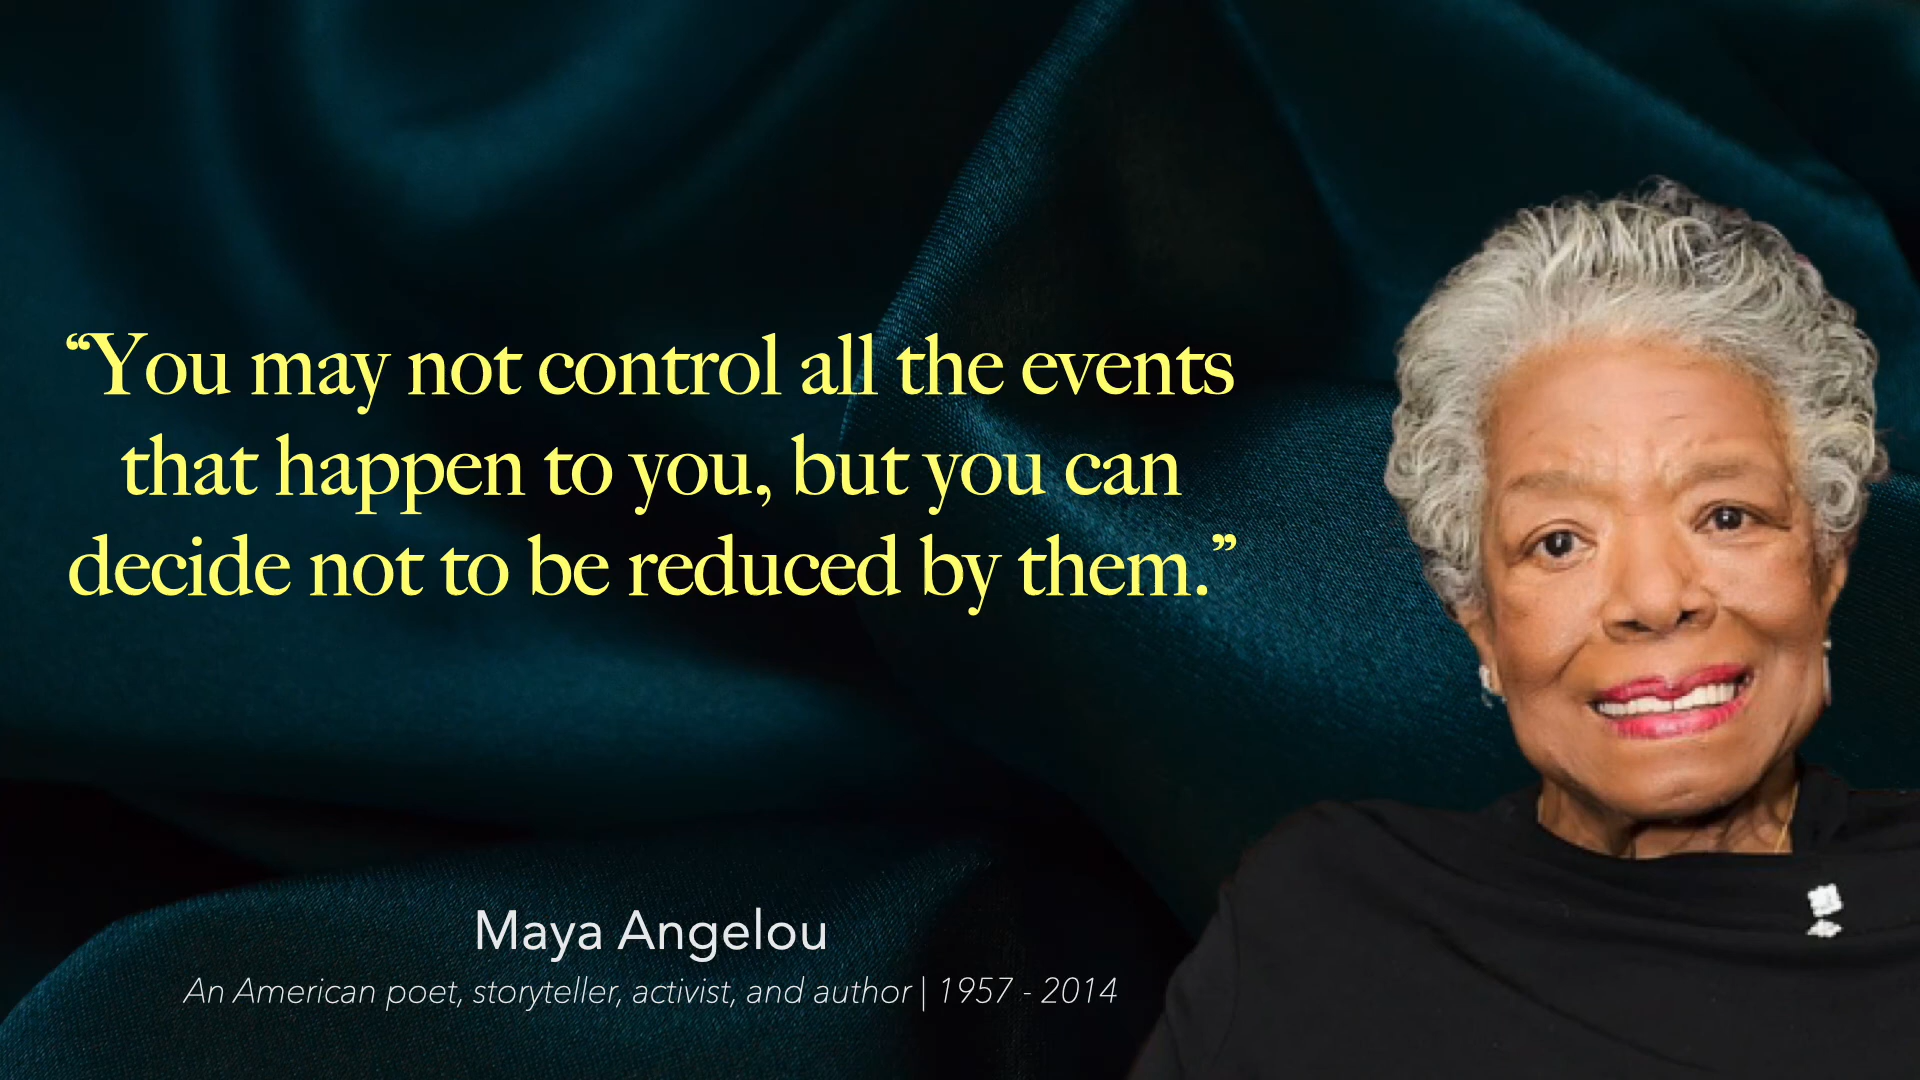 “You may not control all the events
that happen to you, but you can
decide not to be reduced by them.”
Maya Angelou
An American poet, storyteller, activist, and author | 1957 - 2014